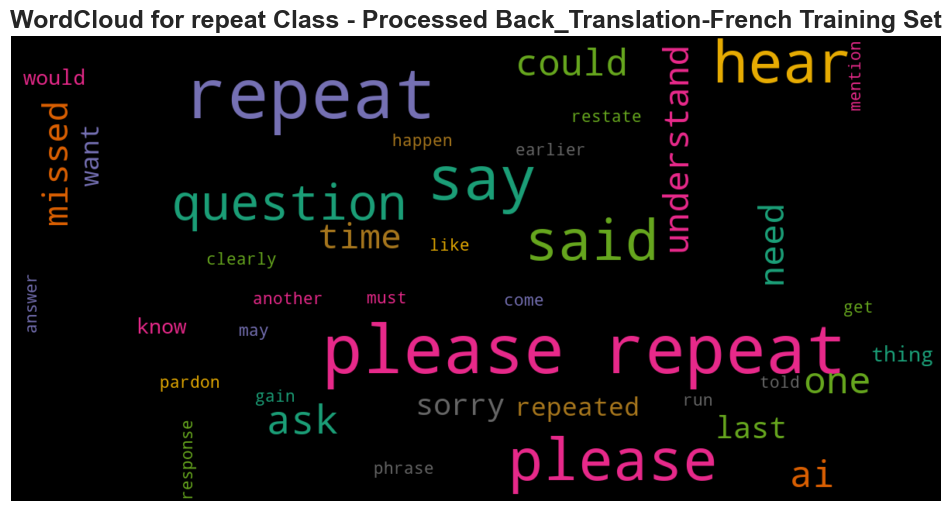 WordCloud for repeat Class - Processed Back_Translation-French Training Set
would
repeat
could
understand
hear
mention
missed
want
restate
happen
earlier
say
question
time
like
said
need
clearly
answer
another
must
come
get
know
may
please repeat
thing
pardon
told
one
gain
ask
sorry
repeated
run
last
response
phrase
please
ai